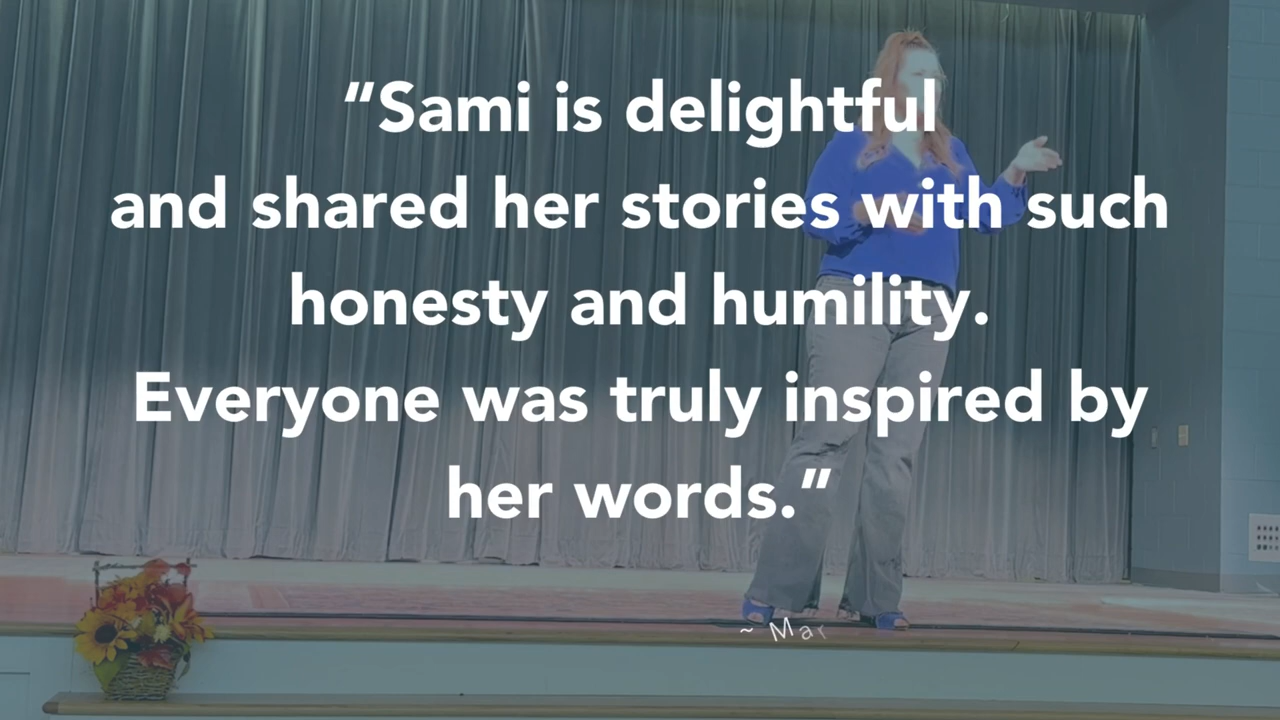 “Sami is delightful
and shared her stories with such
honesty and humility.
Everyone was truly inspired by
her words.”
~ Mar